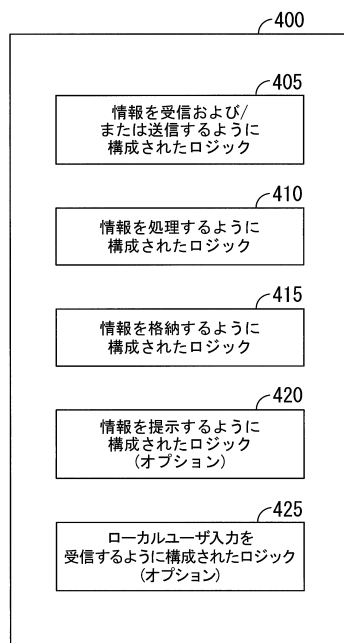 400
405
情報を受信および/
または送信するように
構成されたロジック
410
情報を処理するように
構成されたロジック
415
情報を格納するように
構成されたロジック
420
情報を提示するように
構成されたロジック
(オプション)
425
ローカルユーザ入力を
受信するように構成されたロジック
(オプション)